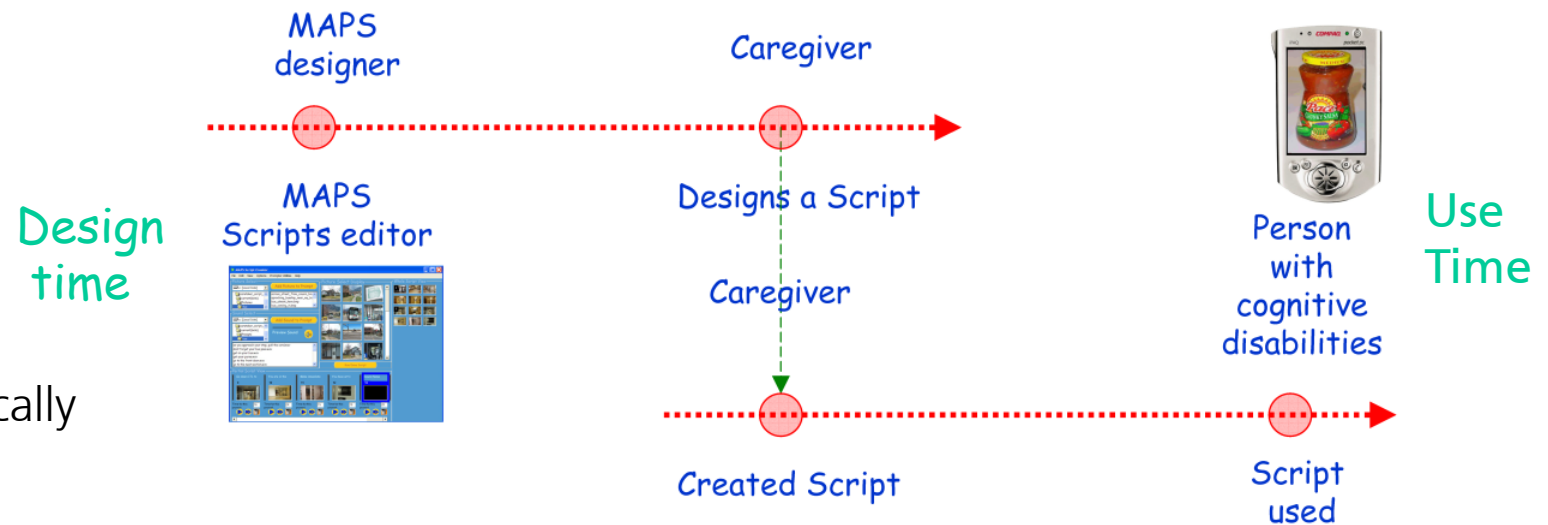 MAPS
designer
Caregiver
COMPAQ
MAPS
Scripts editor
Designs a Script
Design
time
Use
Time
Person
with
cognitive
disabilities
Caregiver
cally
Created Script
Script
used